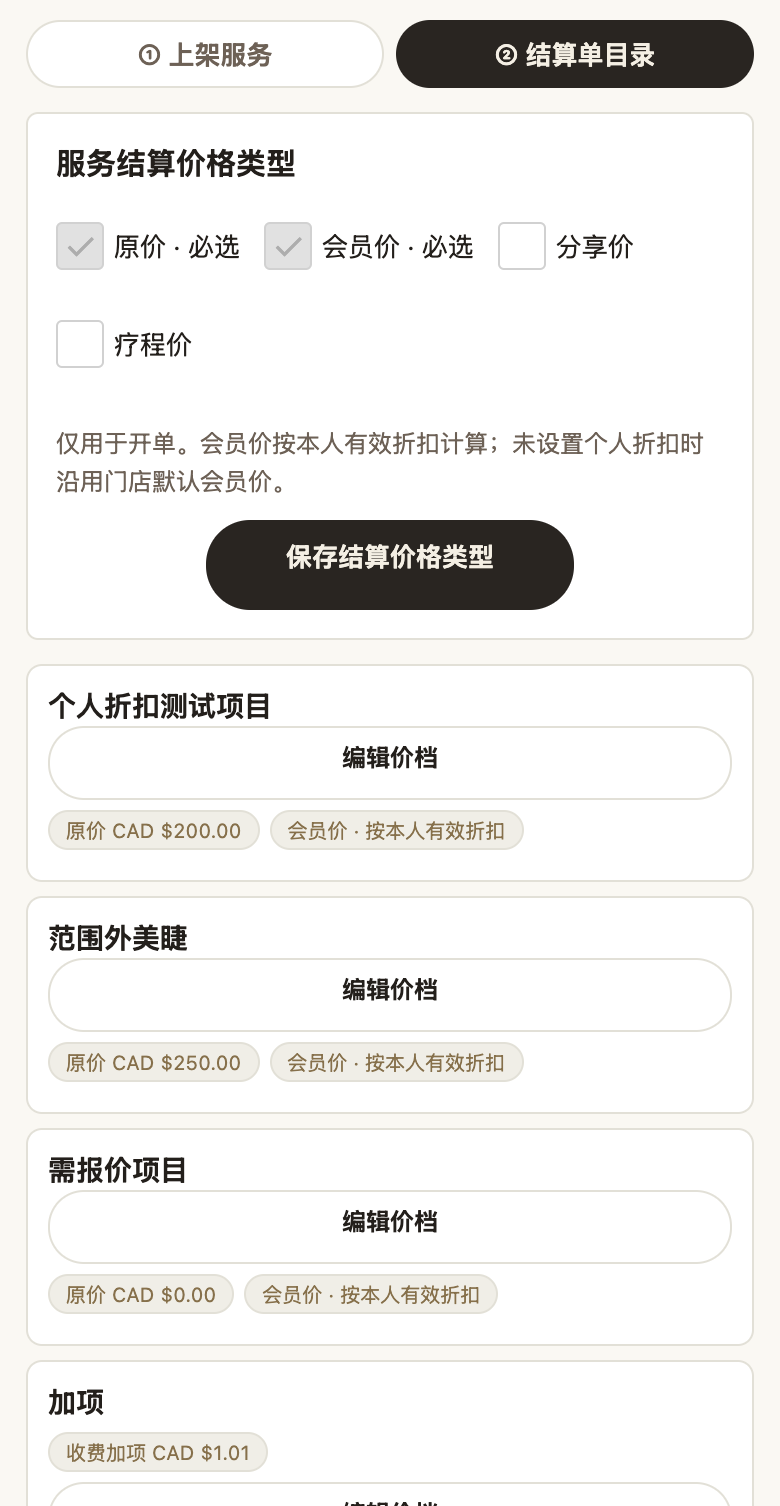 ① 上架服务
② 结算单目录
服务结算价格类型
原价 · 必选
会员价 · 必选
分享价
疗程价
仅用于开单。会员价按本人有效折扣计算；未设置个人折扣时
沿用门店默认会员价。
保存结算价格类型
个人折扣测试项目
编辑价档
原价 CAD $200.00
会员价 · 按本人有效折扣
范围外美睫
编辑价档
原价 CAD $250.00
会员价 · 按本人有效折扣
需报价项目
编辑价档
原价 CAD $0.00
会员价 · 按本人有效折扣
加项
收费加项 CAD $1.01